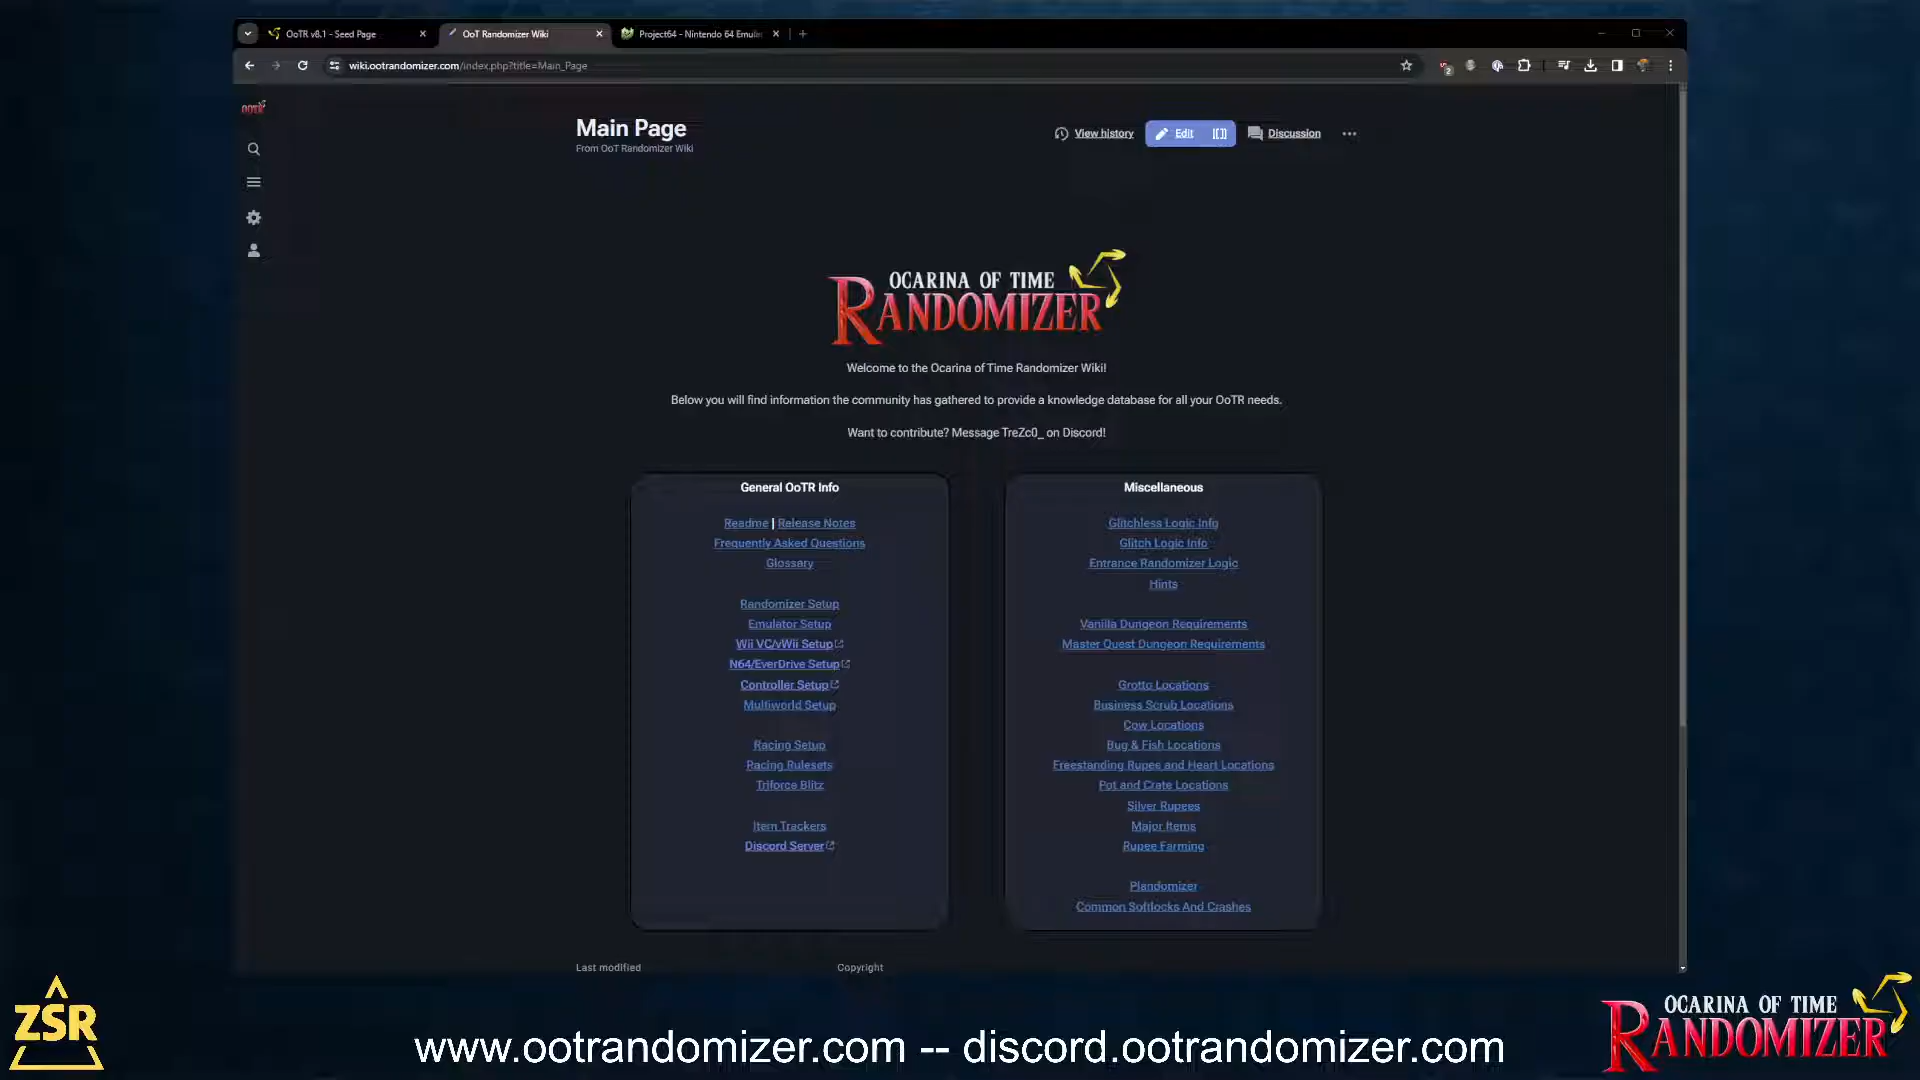 OoTR v8.1 - Seed Page
OoT Randomizer Wiki
Project64 - Nintendo 64 Emula
wiki.ootrandomizer.com/index.php?title=Main_Page
2
OOTR
Main Page
From OoT Randomizer Wiki
View history
Edit
Discussion
OCARINA OF TIME
RANDOMIZER
Welcome to the Ocarina of Time Randomizer Wiki!
Below you will find information the community has gathered to provide a knowledge database for all your OoTR needs.
Want to contribute? Message TreZc0_ on Discord!
General OoTR Info
Readme | Release Notes
Frequently Asked Questions
Glossary
Randomizer Setup
Emulator Setup
Wii VC/vWii Setup
N64/EverDrive Setup
Controller Setup
Multiworld Setup
Racing Setup
Racing Rulesets
Triforce Blitz
Item Trackers
Discord Server
Miscellaneous
Glitchless Logic Info
Glitch Logic Info
Entrance Randomizer Logic
Hints
Vanilla Dungeon Requirements
Master Quest Dungeon Requirements
Grotto Locations
Business Scrub Locations
Cow Locations
Bug & Fish Locations
Freestanding Rupee and Heart Locations
Pot and Crate Locations
Silver Rupees
Major Items
Rupee Farming
Plandomizer
Common Softlocks And Crashes
Last modified
Copyright
ZSR
www.ootrandomizer.com -- discord.ootrandomizer.com
OCARINA OF TIME
RANDOMIZER